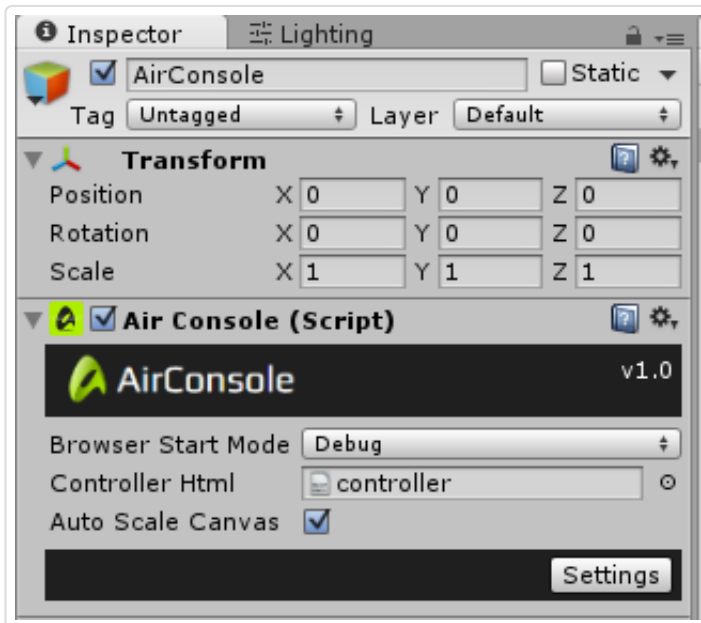 Inspector Lighting
AirConsole Static
Tag Untagged Layer Default
Transform
Position X 0 Y 0 Z 0
Rotation X 0 Y 0 Z 0
Scale X 1 Y 1 Z 1
Air Console (Script)
AirConsole v1.0
Browser Start Mode Debug
Controller Html controller
Auto Scale Canvas
Settings